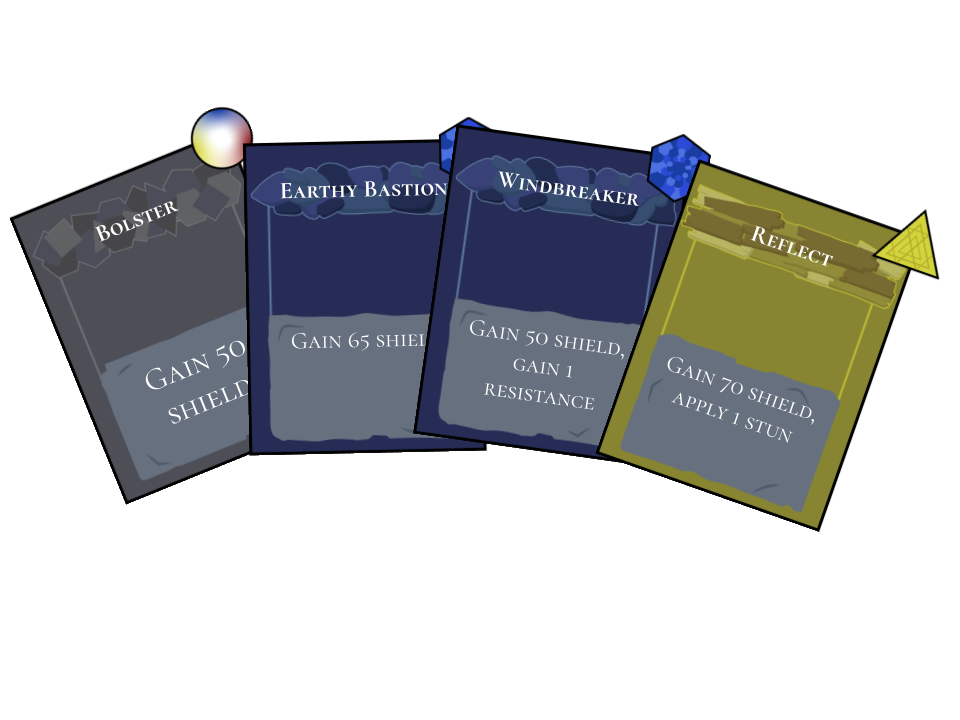 Bolster
Gain 50
shield
Earthy Bastion
Gain 65 shiel
Windbreaker
Gain 50 shield,
gain 1
resistance
Reflect
Gain 70 shield,
apply 1 stun